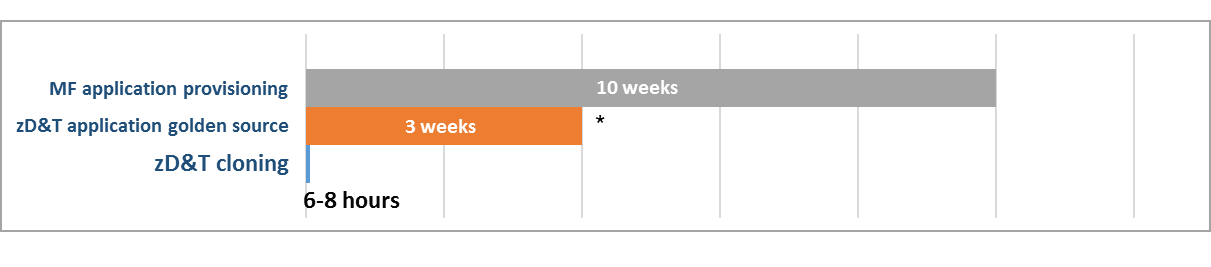 MF application provisioning 10 weeks
zD&T application golden source 3 weeks *
zD&T cloning
6-8 hours